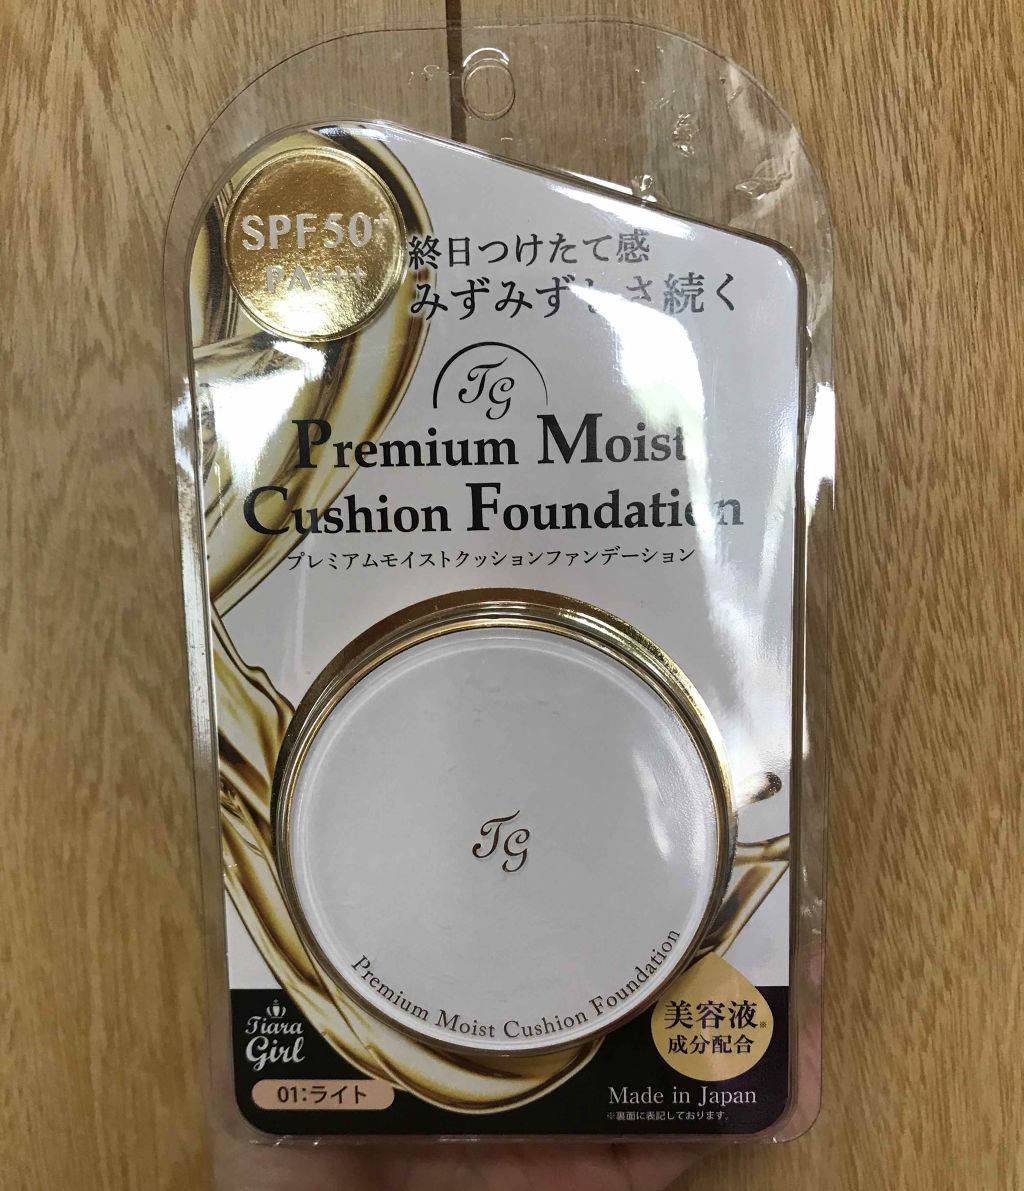 SPF50+
PA+++
終日つけたて感
みずみずしさ続く
TG
Premium Moist
Cushion Foundation
プレミアムモイストクッションファンデーション
TG
Premium Moist Cushion Foundation
Tiara
Girl
01:ライト
美容液※
成分配合
Made in Japan
※裏面に表記しております。